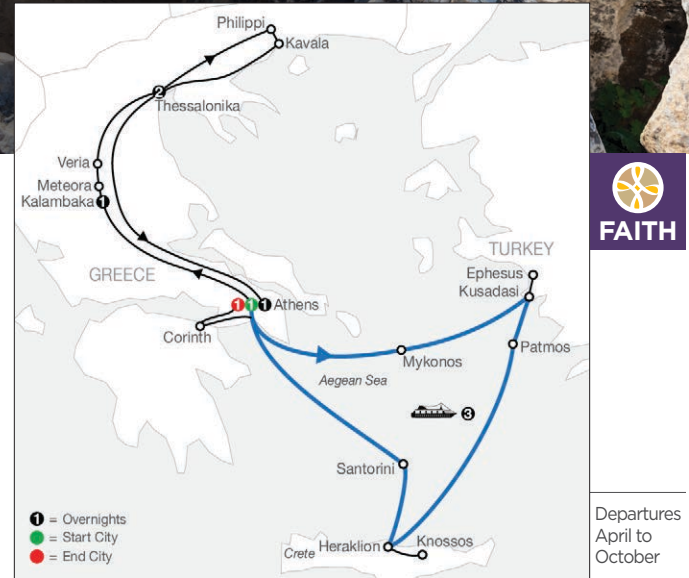 Philippi
Kavala
2
Thessalonika
Veria
Meteora
Kalambaka 1
FAITH
TURKEY
Ephesus
Kusadasi
GREECE
1 1 1 Athens
Corinth
Patmos
Mykonos
Aegean Sea
3
Santorini
1 = Overnights
= Start City
= End City
Crete
Heraklion
Knossos
Departures
April to
October